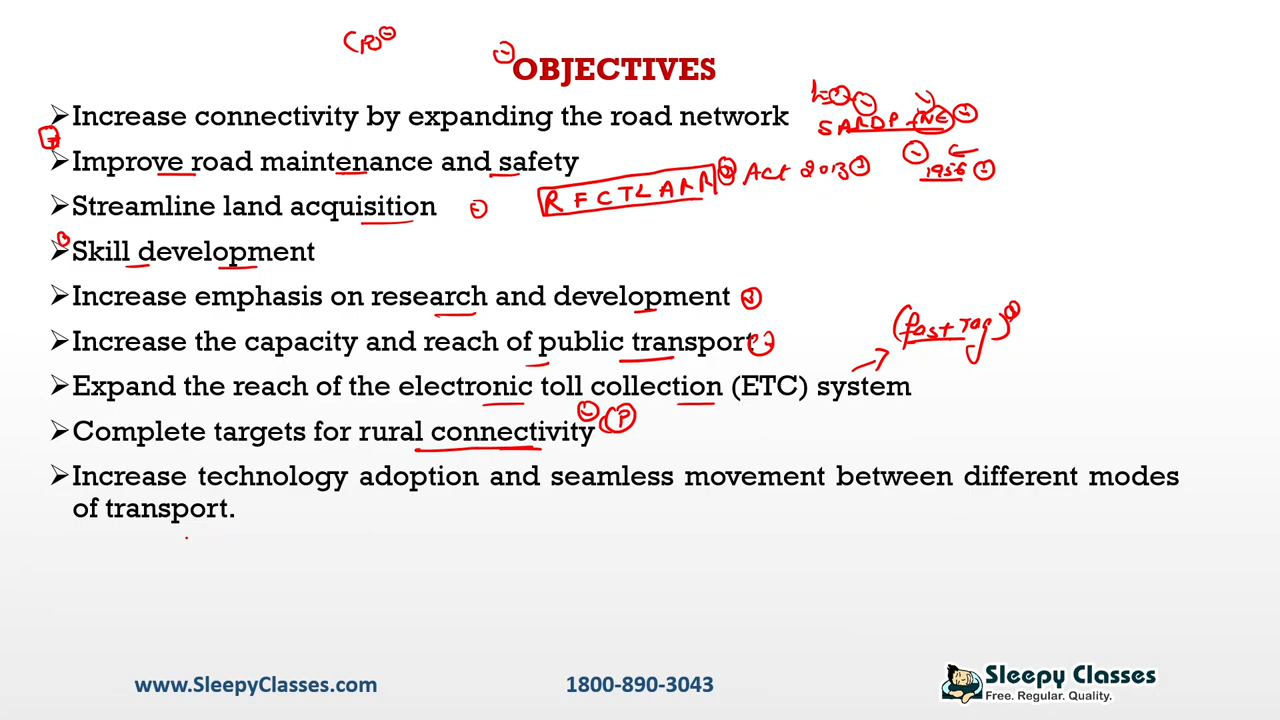 OBJECTIVES
Increase connectivity by expanding the road network
SARDP-NE
Improve road maintenance and safety
1956
RFCTLARR Act 2013
Streamline land acquisition
Skill development
Increase emphasis on research and development
(fast Tag)
Increase the capacity and reach of public transport
Expand the reach of the electronic toll collection (ETC) system
Complete targets for rural connectivity
P
Increase technology adoption and seamless movement between different modes
of transport.
www.SleepyClasses.com
1800-890-3043
Sleepy Classes
Free. Regular. Quality.